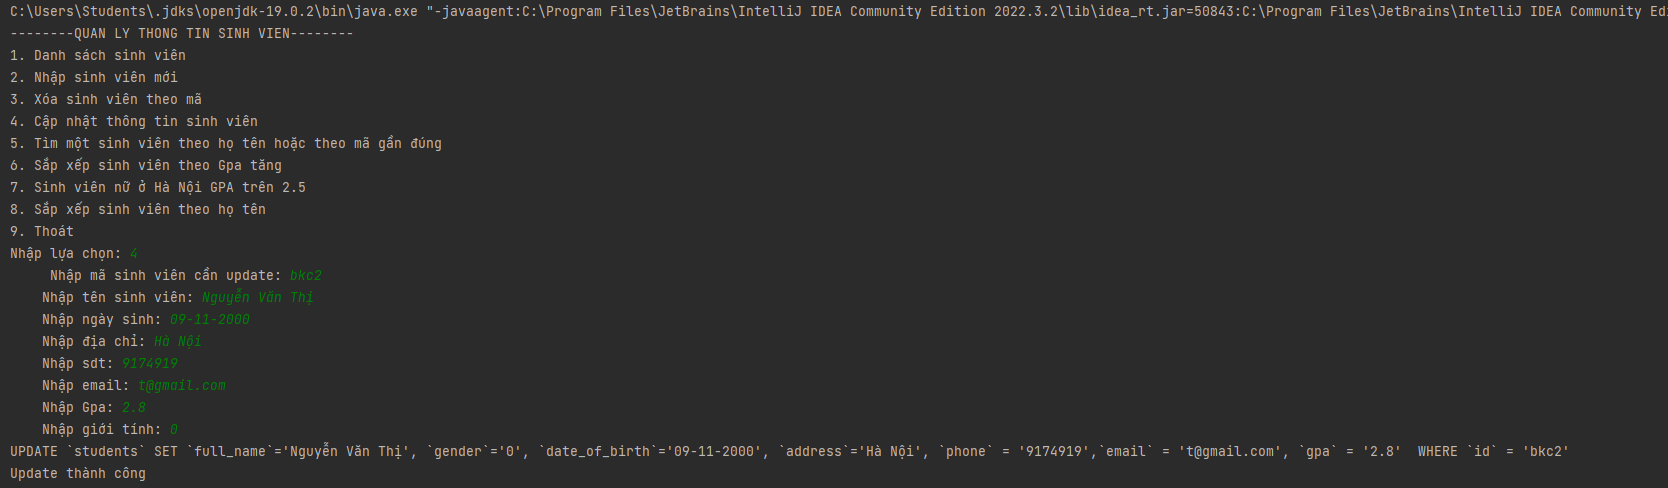 C:\Users\Students\.jdks\openjdk-19.0.2\bin\java.exe "-javaagent:C:\Program Files\JetBrains\IntelliJ IDEA Community Edition 2022.3.2\lib\idea_rt.jar=50843:C:\Program Files\JetBrains\IntelliJ IDEA Community Edi
--------QUAN LY THONG TIN SINH VIEN--------
1. Danh sách sinh viên
2. Nhập sinh viên mới
3. Xóa sinh viên theo mã
4. Cập nhật thông tin sinh viên
5. Tìm một sinh viên theo họ tên hoặc theo mã gần đúng
6. Sắp xếp sinh viên theo Gpa tăng
7. Sinh viên nữ ở Hà Nội GPA trên 2.5
8. Sắp xếp sinh viên theo họ tên
9. Thoát
Nhập lựa chọn: 4
Nhập mã sinh viên cần update: bkc2
Nhập tên sinh viên: Nguyễn Văn Thị
Nhập ngày sinh: 09-11-2000
Nhập địa chỉ: Hà Nội
Nhập sdt: 9174919
Nhập email: t@gmail.com
Nhập Gpa: 2.8
Nhập giới tính: 0
UPDATE `students` SET `full_name`='Nguyễn Văn Thị', `gender`='0', `date_of_birth`='09-11-2000', `address`='Hà Nội', `phone` = '9174919',`email` = 't@gmail.com', `gpa` = '2.8'  WHERE `id` = 'bkc2'
Update thành công